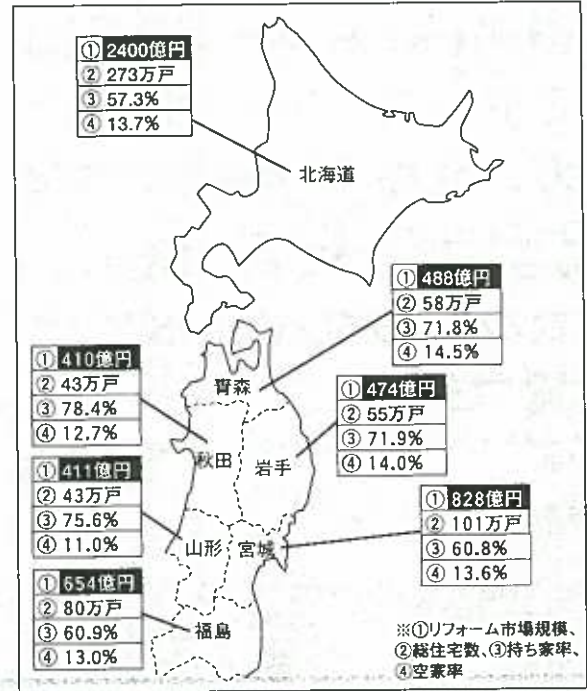 ① 2400億円
② 273万戸
③ 57.3%
④ 13.7%
北海道
① 488億円
② 58万戸
③ 71.8%
④ 14.5%
青森
① 410億円
② 43万戸
③ 78.4%
④ 12.7%
秋田
① 474億円
② 55万戸
③ 71.9%
④ 14.0%
岩手
① 411億円
② 43万戸
③ 75.6%
④ 11.0%
山形
① 828億円
② 101万戸
③ 60.8%
④ 13.6%
宮城
① 654億円
② 80万戸
③ 60.9%
④ 13.0%
福島
※①リフォーム市場規模、
②総住宅数、③持ち家率、
④空家率